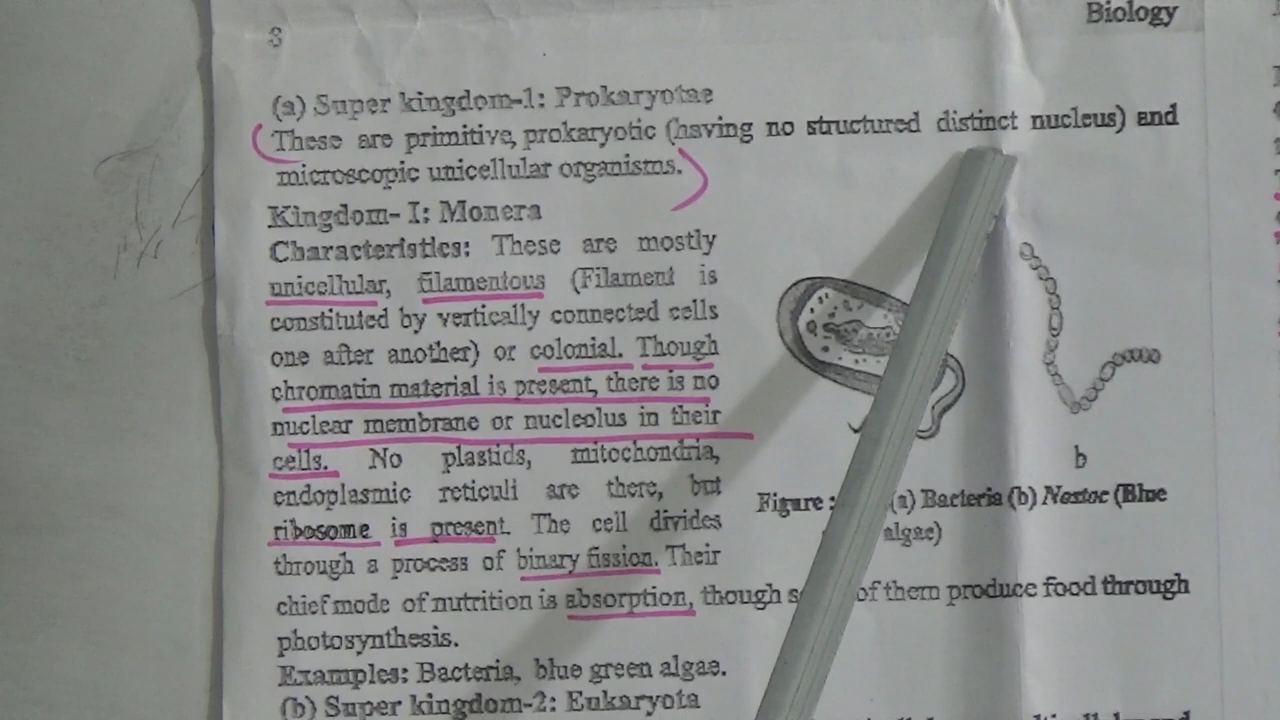 3
Biology
(a) Super kingdom-1: Prokaryotae
These are primitive, prokaryotic (having no structured distinct nucleus) and
microscopic unicellular organisms.
Kingdom- I: Monera
Characteristics: These are mostly
unicellular, filamentous (Filament is
constituted by vertically connected cells
one after another) or colonial. Though
chromatin material is present, there is no
nuclear membrane or nucleolus in their
cells. No plastids, mitochondria,
endoplasmic reticuli are there, but
ribosome is present. The cell divides
through a process of binary fission. Their
chief mode of nutrition is absorption, though of them produce food through
photosynthesis.
Examples: Bacteria, blue green algae.
(b) Super kingdom-2: Eukaryota
b
Figure : (a) Bacteria (b) Nostoc (Blue
algae)